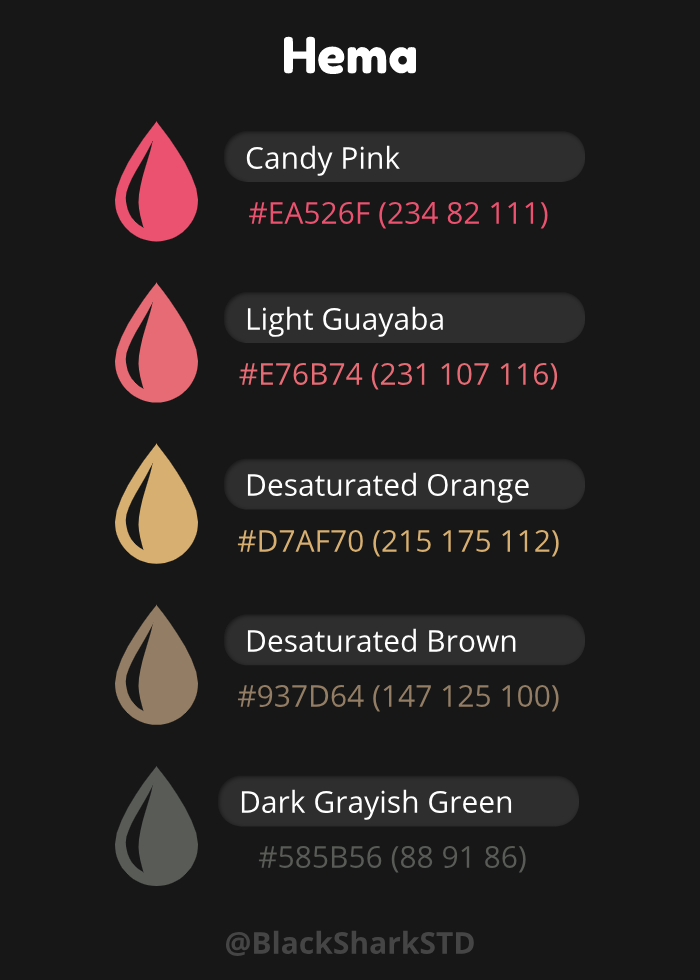 Hema
Candy Pink
#EA526F (234 82 111)
Light Guayaba
#E76B74 (231 107 116)
Desaturated Orange
#D7AF70 (215 175 112)
Desaturated Brown
#937D64 (147 125 100)
Dark Grayish Green
#585B56 (88 91 86)
@BlackSharkSTD